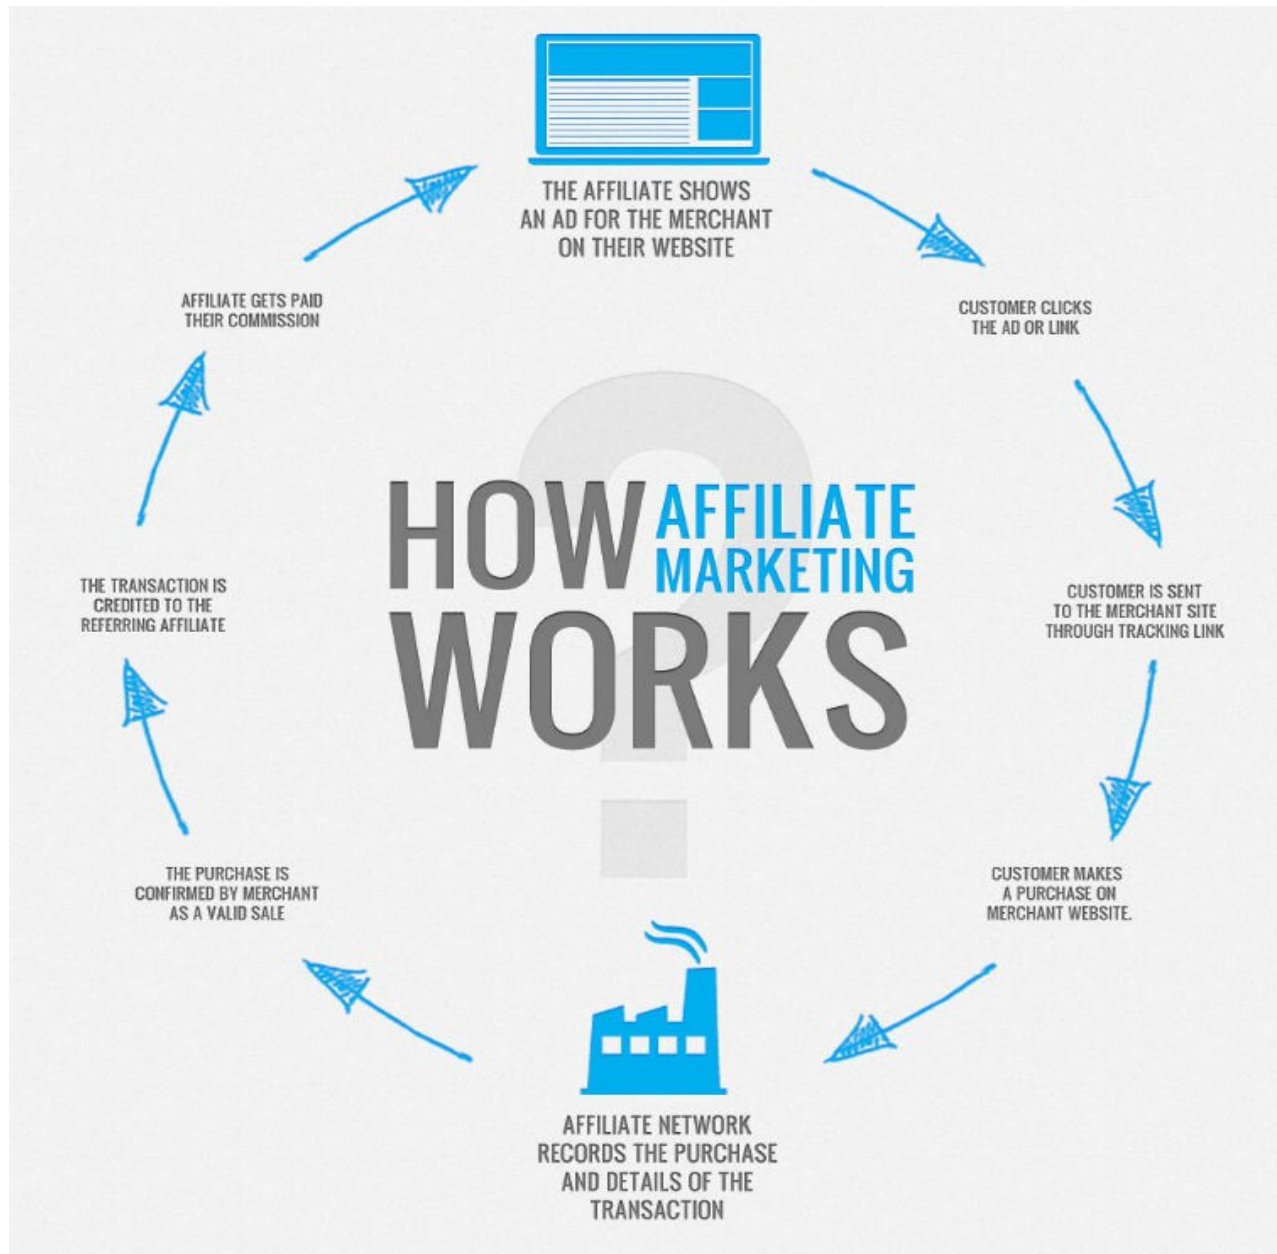 THE AFFILIATE SHOWS
AN AD FOR THE MERCHANT
ON THEIR WEBSITE
CUSTOMER CLICKS
THE AD OR LINK
CUSTOMER IS SENT
TO THE MERCHANT SITE
THROUGH TRACKING LINK
CUSTOMER MAKES
A PURCHASE ON
MERCHANT WEBSITE.
AFFILIATE NETWORK
RECORDS THE PURCHASE
AND DETAILS OF THE
TRANSACTION
THE PURCHASE IS
CONFIRMED BY MERCHANT
AS A VALID SALE
THE TRANSACTION IS
CREDITED TO THE
REFERRING AFFILIATE
AFFILIATE GETS PAID
THEIR COMMISSION
HOW AFFILIATE
MARKETING
WORKS
?